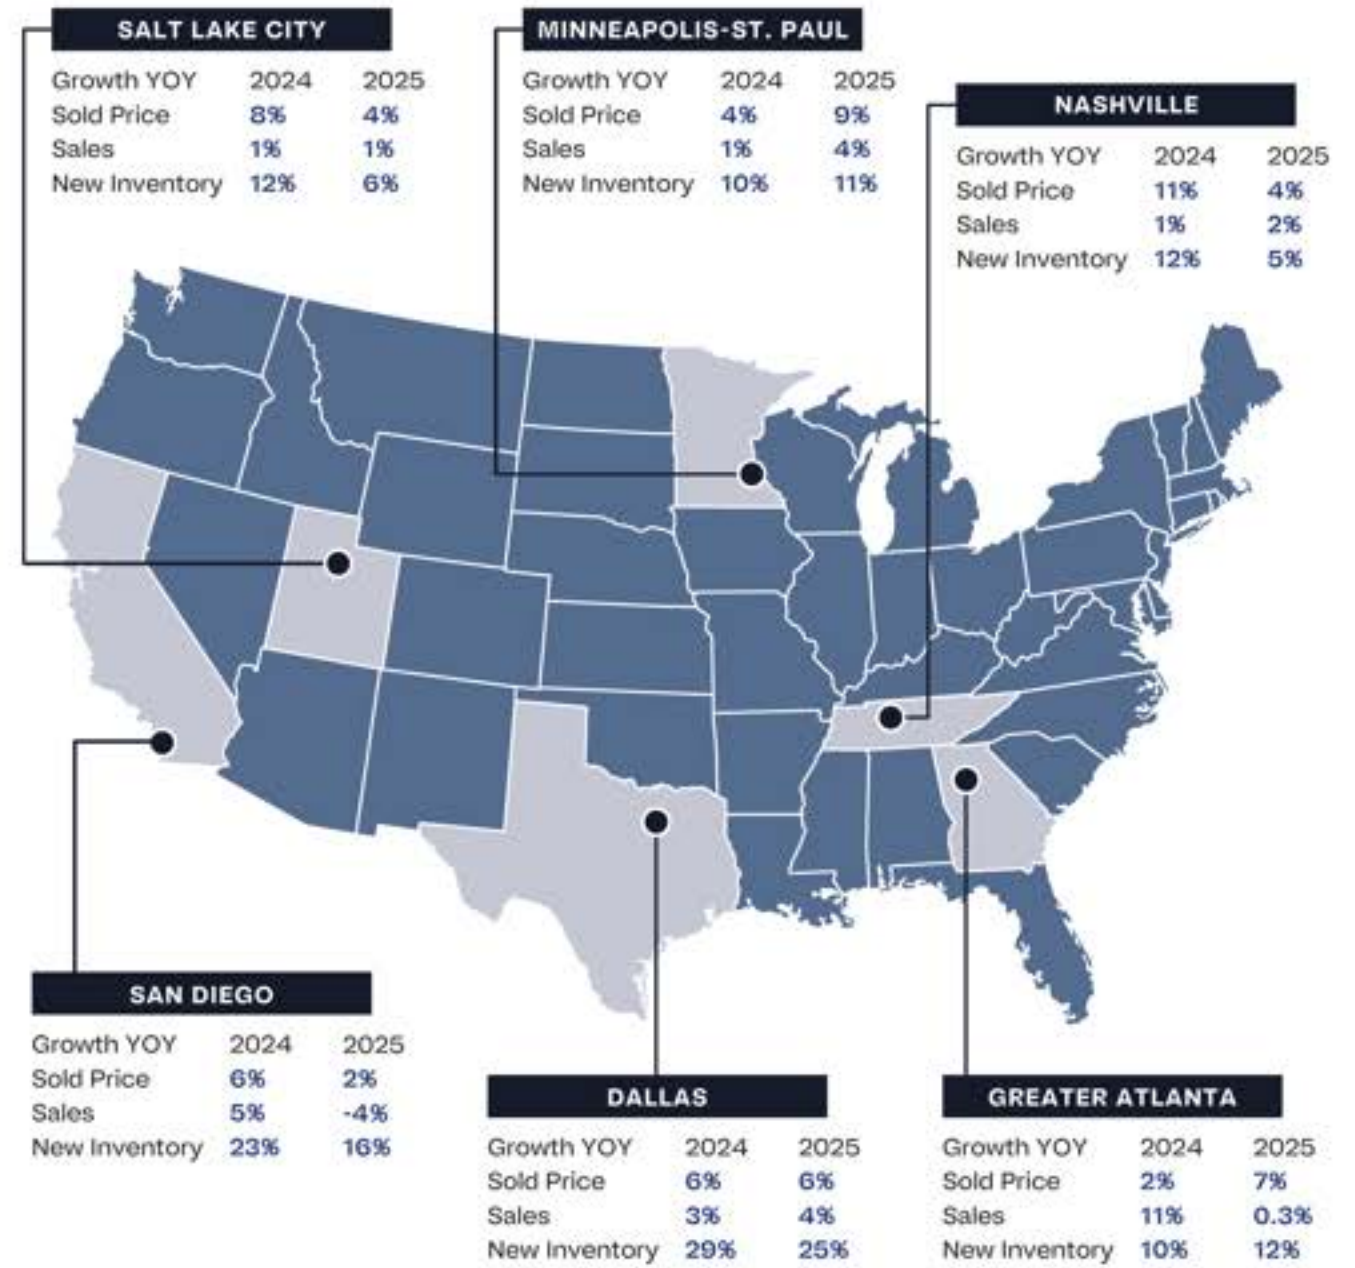 SALT LAKE CITY
Growth YOY 2024 2025
Sold Price 8% 4%
Sales 1% 1%
New Inventory 12% 6%
MINNEAPOLIS-ST. PAUL
Growth YOY 2024 2025
Sold Price 4% 9%
Sales 1% 4%
New Inventory 10% 11%
NASHVILLE
Growth YOY 2024 2025
Sold Price 11% 4%
Sales 1% 2%
New Inventory 12% 5%
SAN DIEGO
Growth YOY 2024 2025
Sold Price 6% 2%
Sales 5% -4%
New Inventory 23% 16%
DALLAS
Growth YOY 2024 2025
Sold Price 6% 6%
Sales 3% 4%
New Inventory 29% 25%
GREATER ATLANTA
Growth YOY 2024 2025
Sold Price 2% 7%
Sales 11% 0.3%
New Inventory 10% 12%